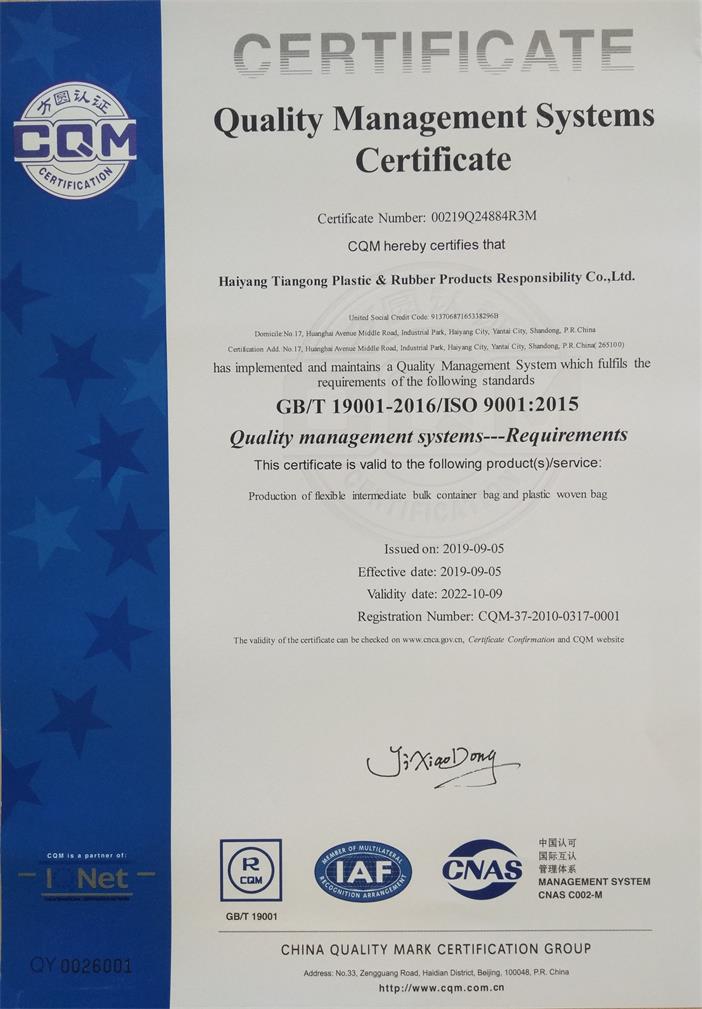 CERTIFICATE
方圆认证
CQM
CERTIFICATION
Quality Management Systems
Certificate
Certificate Number: 00219Q24884R3M
CQM hereby certifies that
Haiyang Tiangong Plastic & Rubber Products Responsibility Co.,Ltd.
United Social Credit Code: 91370687165338296B
Domicile:No.17, Huanghai Avenue Middle Road, Industrial Park, Haiyang City, Yantai City, Shandong, P.R.China
Certification Add. No.17, Huanghai Avenue Middle Road, Industrial Park, Haiyang City, Yantai City, Shandong, P.R.China( 265100)
has implemented and maintains a Quality Management System which fulfils the
requirements of the following standards
GB/T 19001-2016/ISO 9001:2015
Quality management systems---Requirements
This certificate is valid to the following product(s)/service:
Production of flexible intermediate bulk container bag and plastic woven bag
Issued on: 2019-09-05
Effective date: 2019-09-05
Validity date: 2022-10-09
Registration Number: CQM-37-2010-0317-0001
The validity of the certificate can be checked on www.cnca.gov.cn, Certificate Confirmation and CQM website
Ji XiaoDong
CQM is a partner of:
IQNet
R
CQM
GB/T 19001
MEMBER OF MULTILATERAL
IAF
RECOGNITION ARRANGEMENT
CNAS
中国认可
国际互认
管理体系
MANAGEMENT SYSTEM
CNAS C002-M
QY 0026001
CHINA QUALITY MARK CERTIFICATION GROUP
Address: No.33, Zengguang Road, Haidian District, Beijing, 100048, P.R. China
http://www.cqm.com.cn